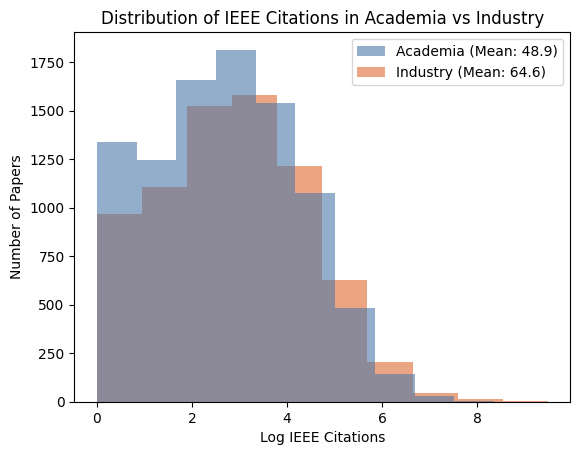 Distribution of IEEE Citations in Academia vs Industry
Academia (Mean: 48.9)
Industry (Mean: 64.6)
Number of Papers
1750
1500
1250
1000
750
500
250
0
0 2 4 6 8
Log IEEE Citations